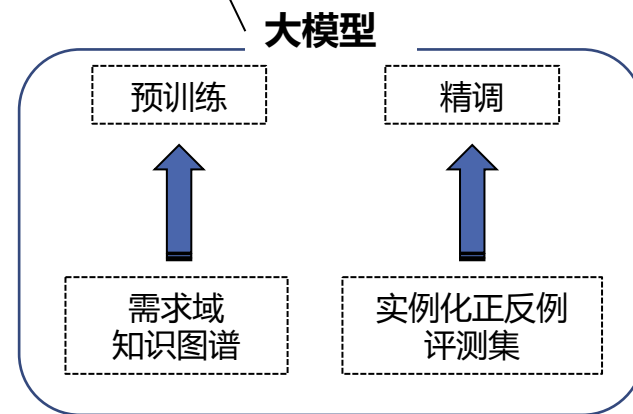 大模型
预训练
精调
需求域
知识图谱
实例化正反例
评测集